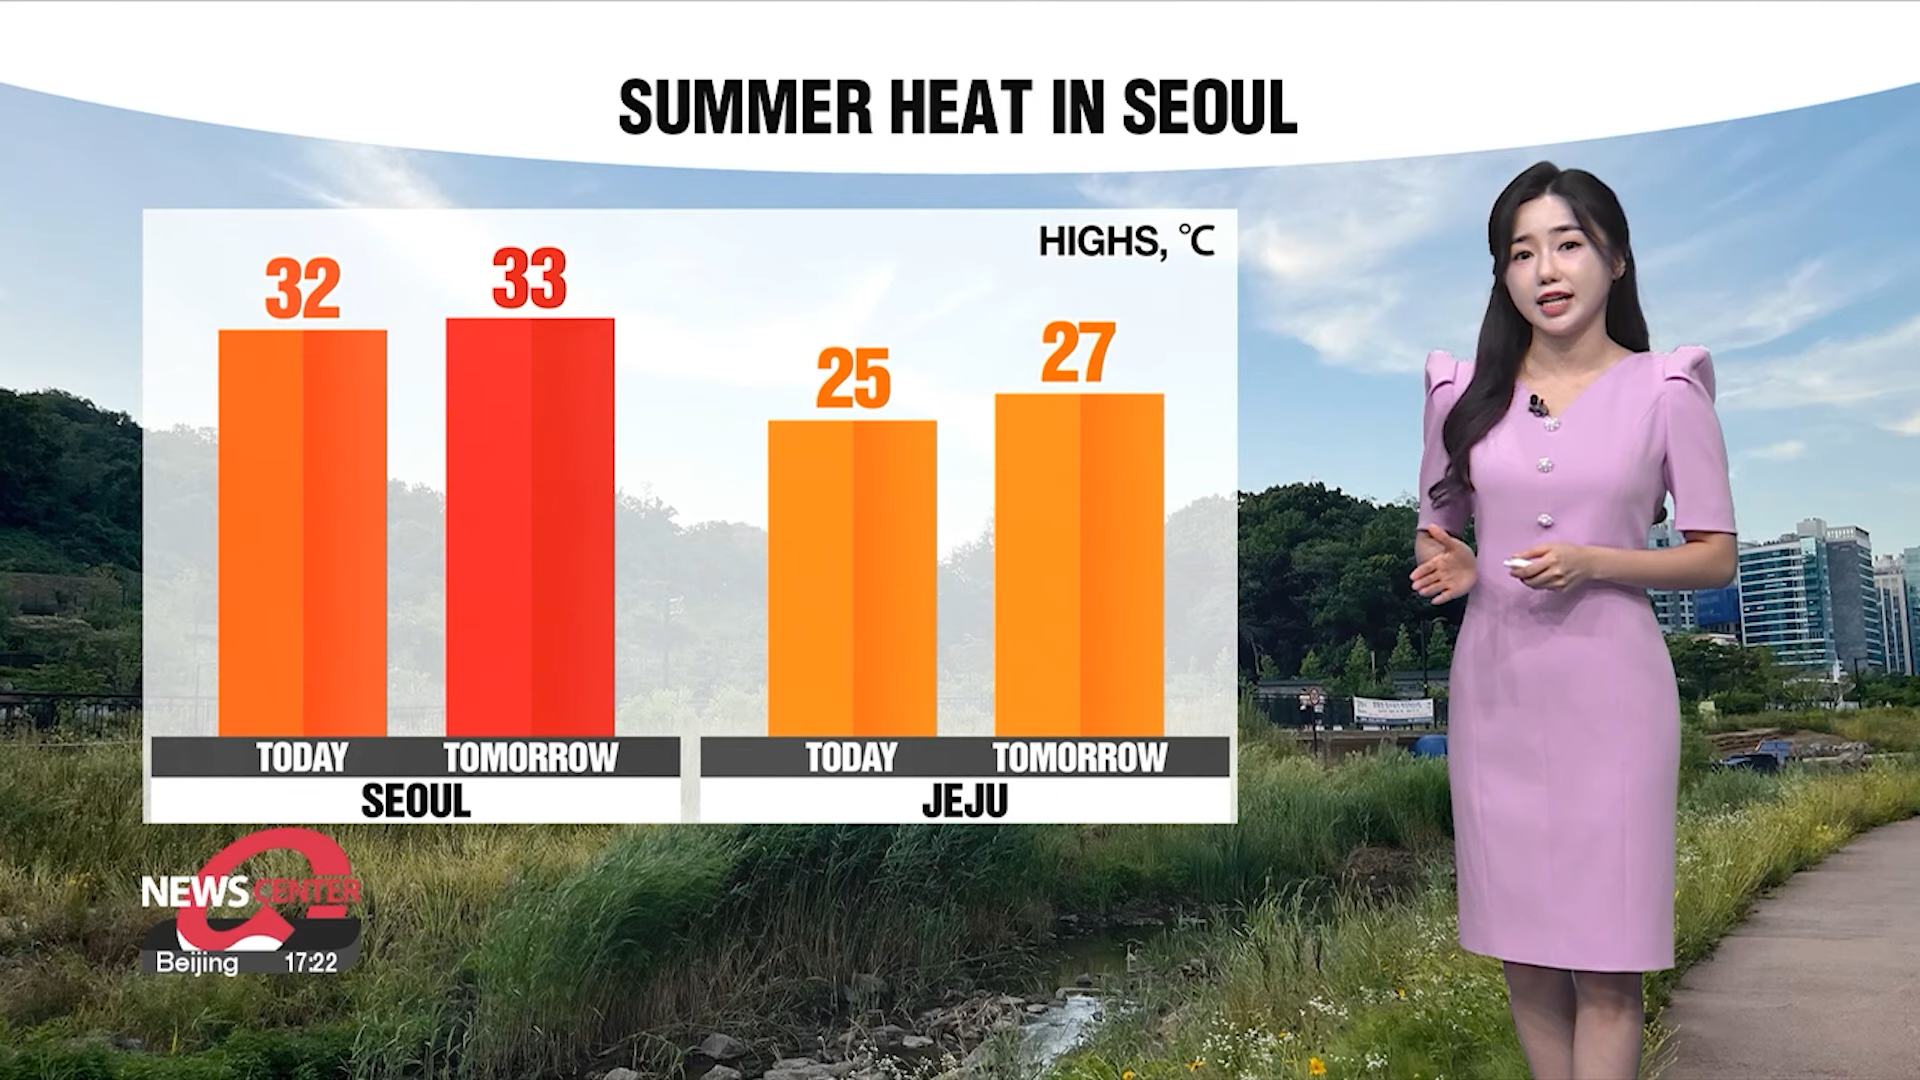 SUMMER HEAT IN SEOUL
HIGHS, ℃
32
33
25
27
TODAY
TOMORROW
TODAY
TOMORROW
SEOUL
JEJU
NEWS CENTER
Beijing 17:22